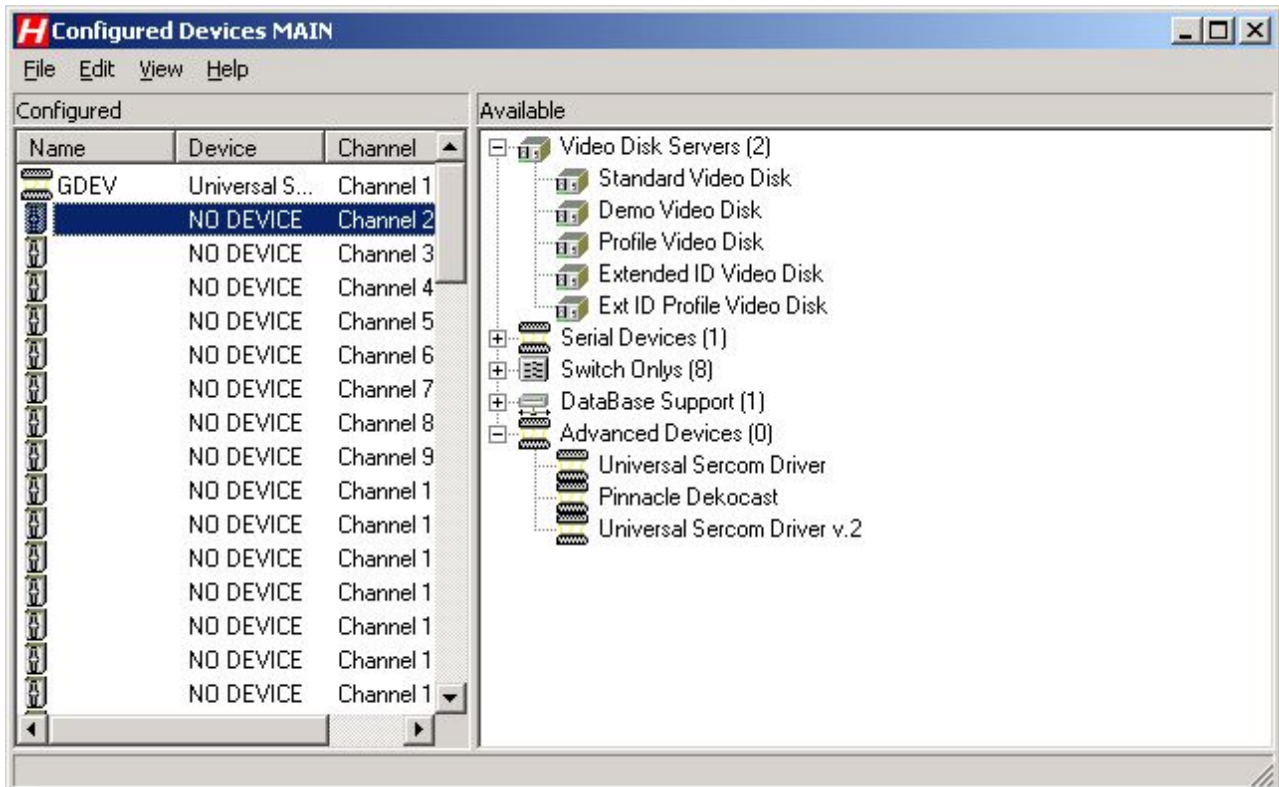 H Configured Devices MAIN
File Edit View Help
Configured
Name Device Channel
GDEV Universal S... Channel 1
NO DEVICE Channel 2
NO DEVICE Channel 3
NO DEVICE Channel 4
NO DEVICE Channel 5
NO DEVICE Channel 6
NO DEVICE Channel 7
NO DEVICE Channel 8
NO DEVICE Channel 9
NO DEVICE Channel 1
NO DEVICE Channel 1
NO DEVICE Channel 1
NO DEVICE Channel 1
NO DEVICE Channel 1
NO DEVICE Channel 1
NO DEVICE Channel 1
Available
Video Disk Servers (2)
Standard Video Disk
Demo Video Disk
Profile Video Disk
Extended ID Video Disk
Ext ID Profile Video Disk
Serial Devices (1)
Switch Onlys (8)
DataBase Support (1)
Advanced Devices (0)
Universal Sercom Driver
Pinnacle Dekocast
Universal Sercom Driver v.2